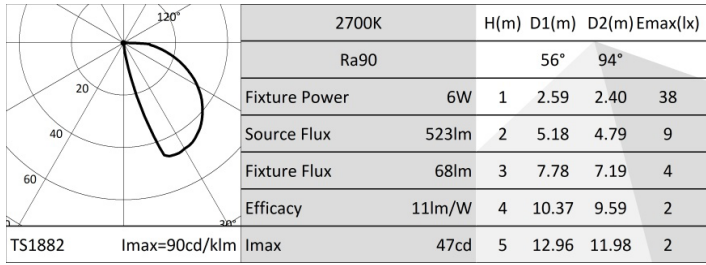 120°
20
40
60
30°
TS1882 Imax=90cd/klm
2700K
Ra90
Fixture Power 6W
Source Flux 523lm
Fixture Flux 68lm
Efficacy 11lm/W
Imax 47cd
H(m) D1(m) D2(m) Emax(lx)
56° 94°
1 2.59 2.40 38
2 5.18 4.79 9
3 7.78 7.19 4
4 10.37 9.59 2
5 12.96 11.98 2